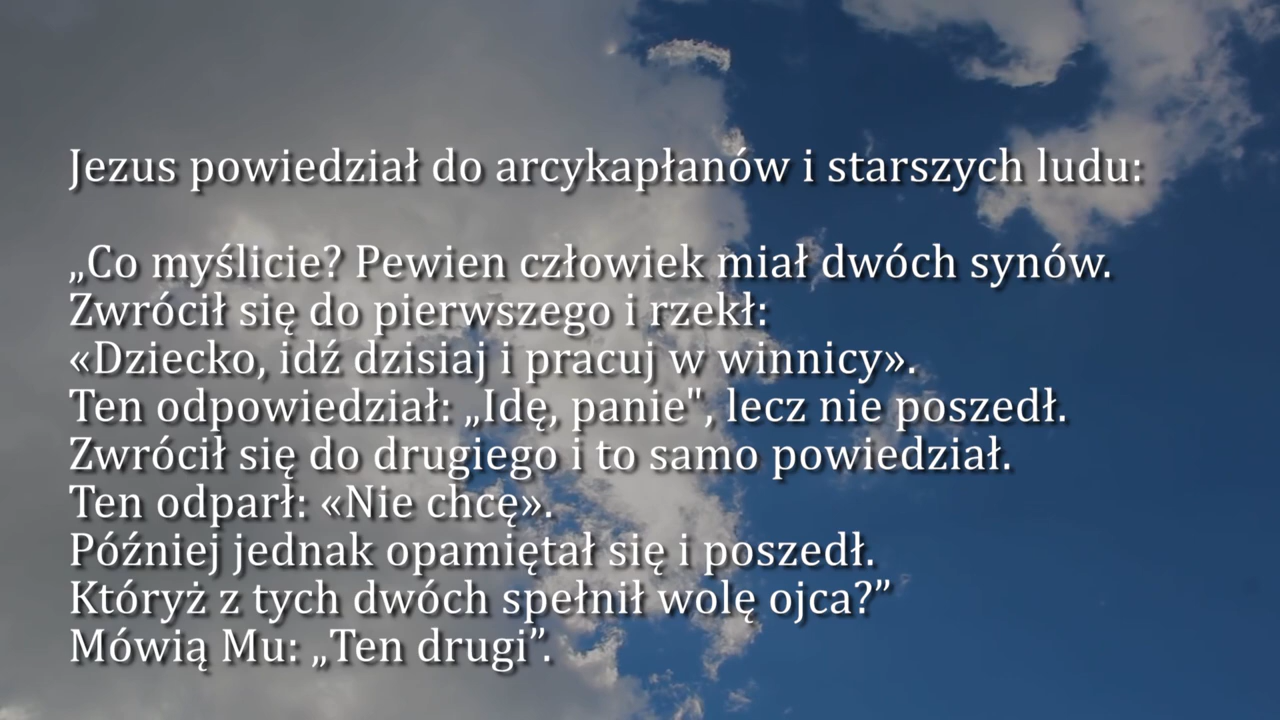 Jezus powiedział do arcykapłanów i starszych ludu:
„Co myślicie? Pewien człowiek miał dwóch synów.
Zwrócił się do pierwszego i rzekł:
«Dziecko, idź dzisiaj i pracuj w winnicy».
Ten odpowiedział: „Idę, panie", lecz nie poszedł.
Zwrócił się do drugiego i to samo powiedział.
Ten odparł: «Nie chcę».
Później jednak opamiętał się i poszedł.
Któryż z tych dwóch spełnił wolę ojca?”
Mówią Mu: „Ten drugi”.